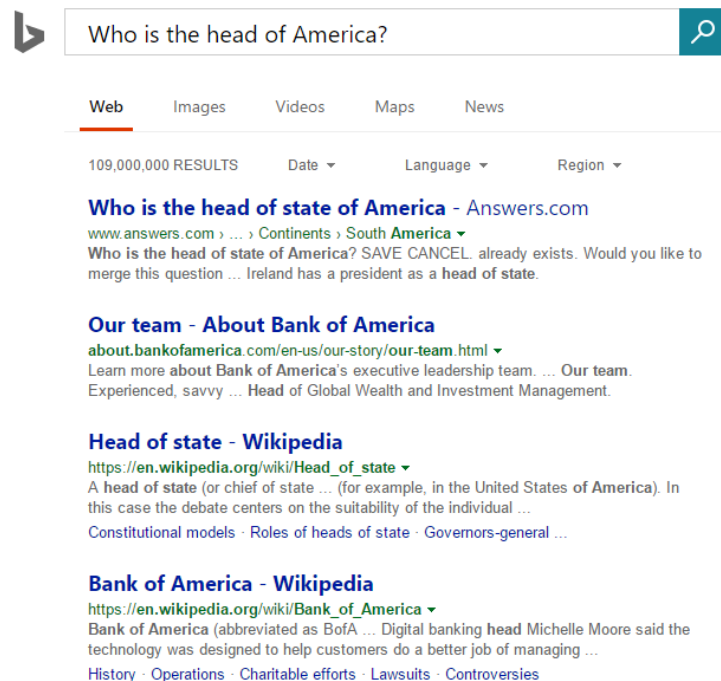 Who is the head of America?
Web Images Videos Maps News
109,000,000 RESULTS Date Language Region
Who is the head of state of America - Answers.com
www.answers.com › ... › Continents › South America
Who is the head of state of America? SAVE CANCEL. already exists. Would you like to
merge this question ... Ireland has a president as a head of state.
Our team - About Bank of America
about.bankofamerica.com/en-us/our-story/our-team.html
Learn more about Bank of America's executive leadership team. ... Our team.
Experienced, savvy ... Head of Global Wealth and Investment Management.
Head of state - Wikipedia
https://en.wikipedia.org/wiki/Head_of_state
A head of state (or chief of state ... (for example, in the United States of America). In
this case the debate centers on the suitability of the individual ...
Constitutional models · Roles of heads of state · Governors-general ...
Bank of America - Wikipedia
https://en.wikipedia.org/wiki/Bank_of_America
Bank of America (abbreviated as BofA ... Digital banking head Michelle Moore said the
technology was designed to help customers do a better job of managing ...
History · Operations · Charitable efforts · Lawsuits · Controversies